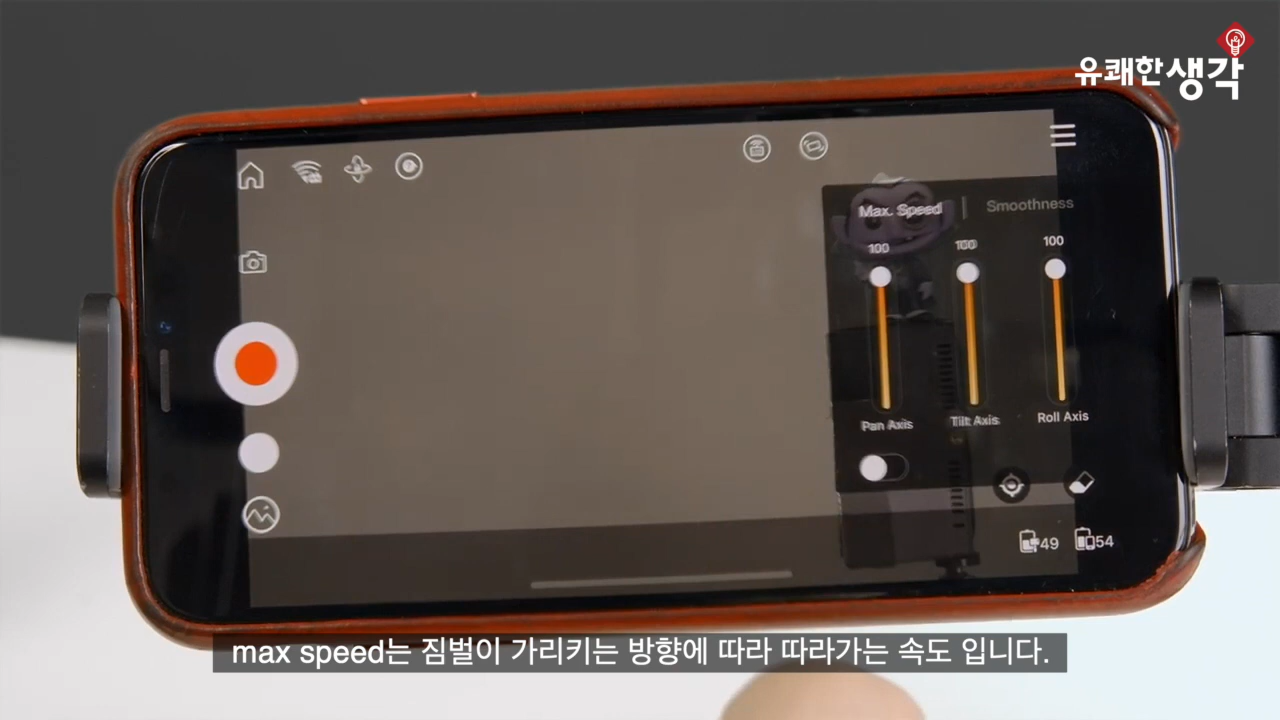 유쾌한생각
Max. Speed | Smoothness
100 100 100
Pan Axis Tilt Axis Roll Axis
49 54
max speed는 짐벌이 가리키는 방향에 따라 따라가는 속도 입니다.